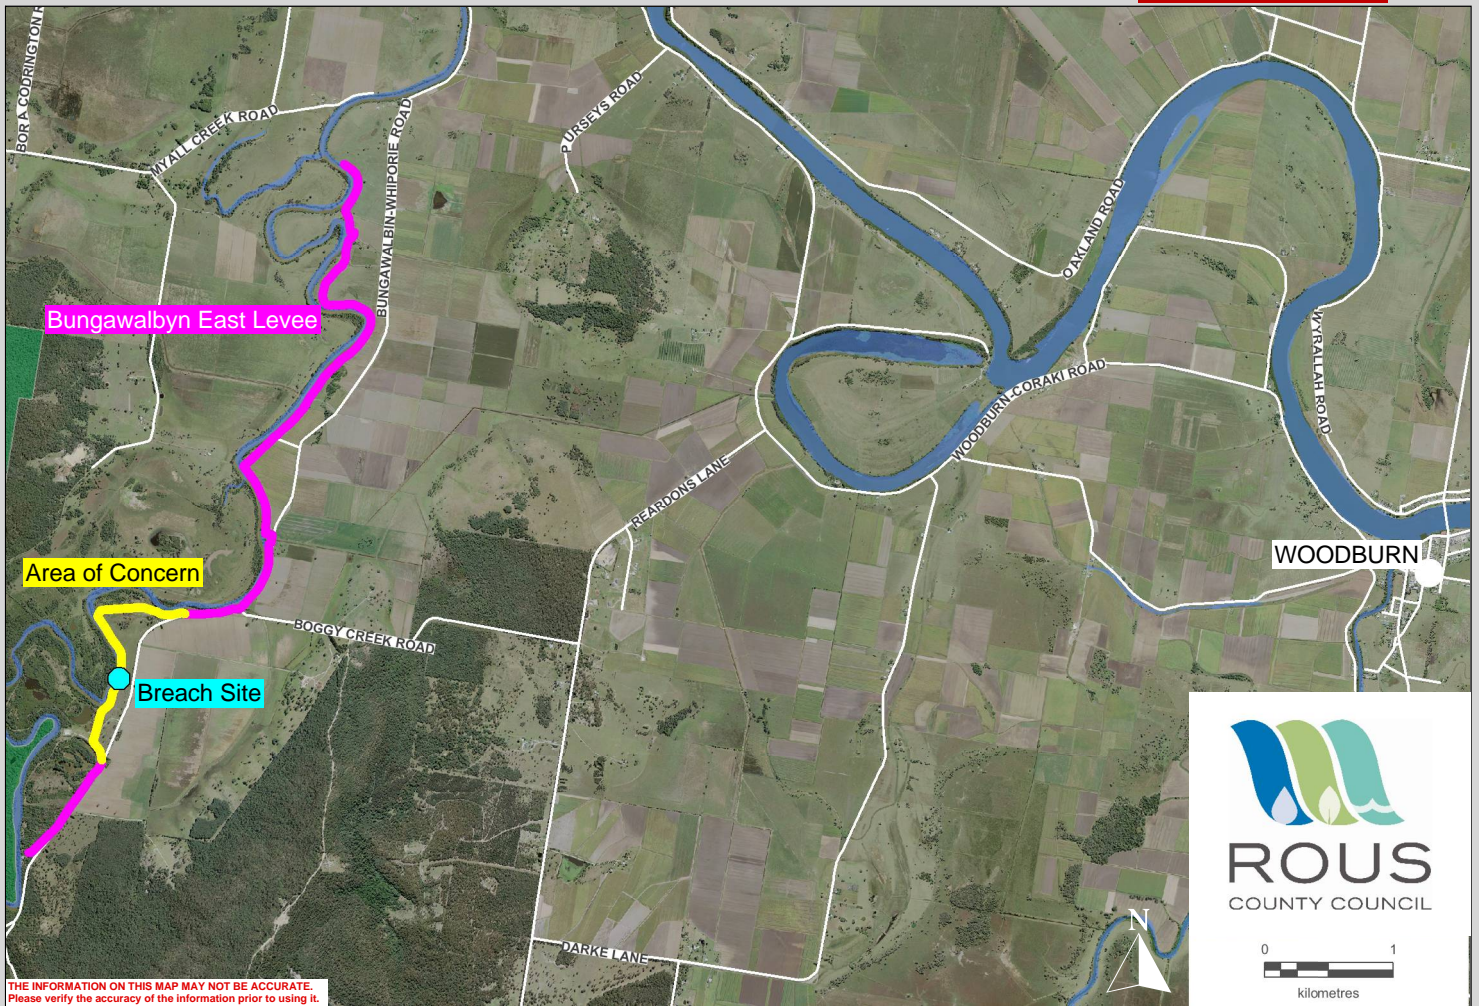 BORA CODRINGTON R
MYALL CREEK ROAD
BUNGAWALBIN-WHIPORIE ROAD
P URSEYS ROAD
OAKLAND ROAD
Bungawalbyn East Levee
WYRALLAH ROAD
WOODBURN-CORAKI ROAD
REARDONS LANE
WOODBURN
Area of Concern
BOGGY CREEK ROAD
Breach Site
ROUS
COUNTY COUNCIL
N
DARKE LANE
0 1
kilometres
THE INFORMATION ON THIS MAP MAY NOT BE ACCURATE.
Please verify the accuracy of the information prior to using it.